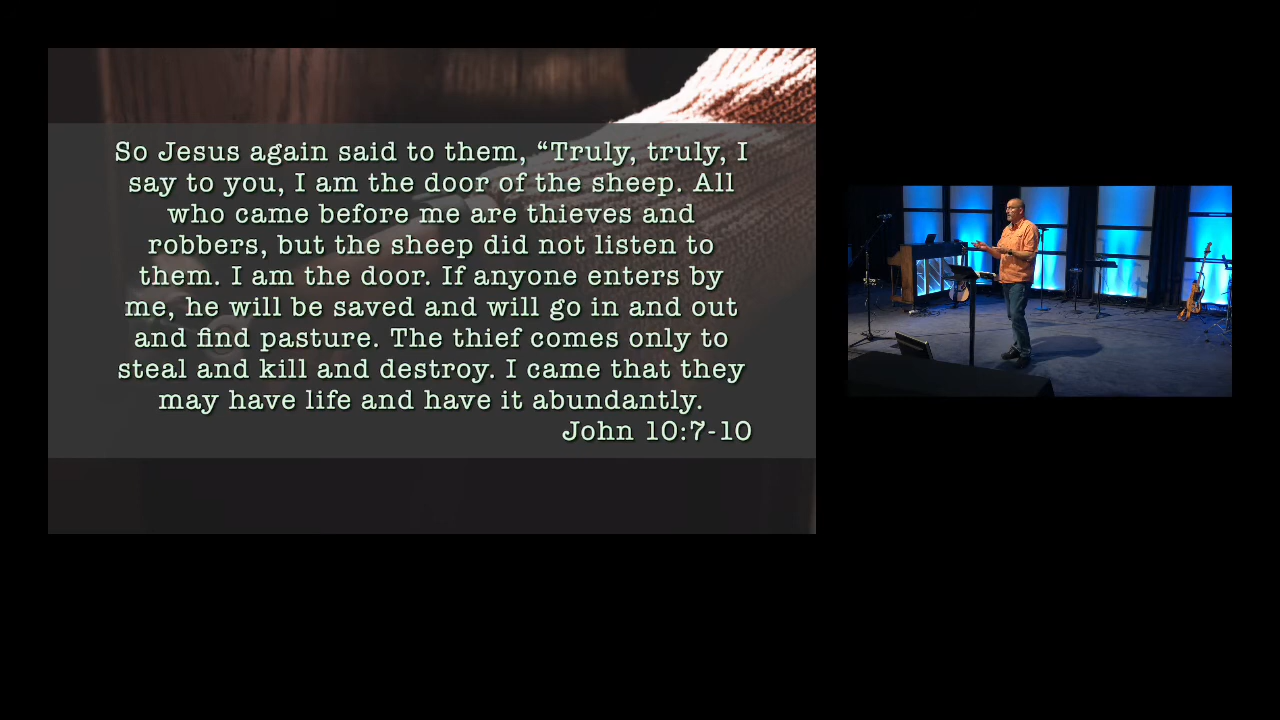 So Jesus again said to them, “Truly, truly, I
say to you, I am the door of the sheep. All
who came before me are thieves and
robbers, but the sheep did not listen to
them. I am the door. If anyone enters by
me, he will be saved and will go in and out
and find pasture. The thief comes only to
steal and kill and destroy. I came that they
may have life and have it abundantly.
John 10:7-10